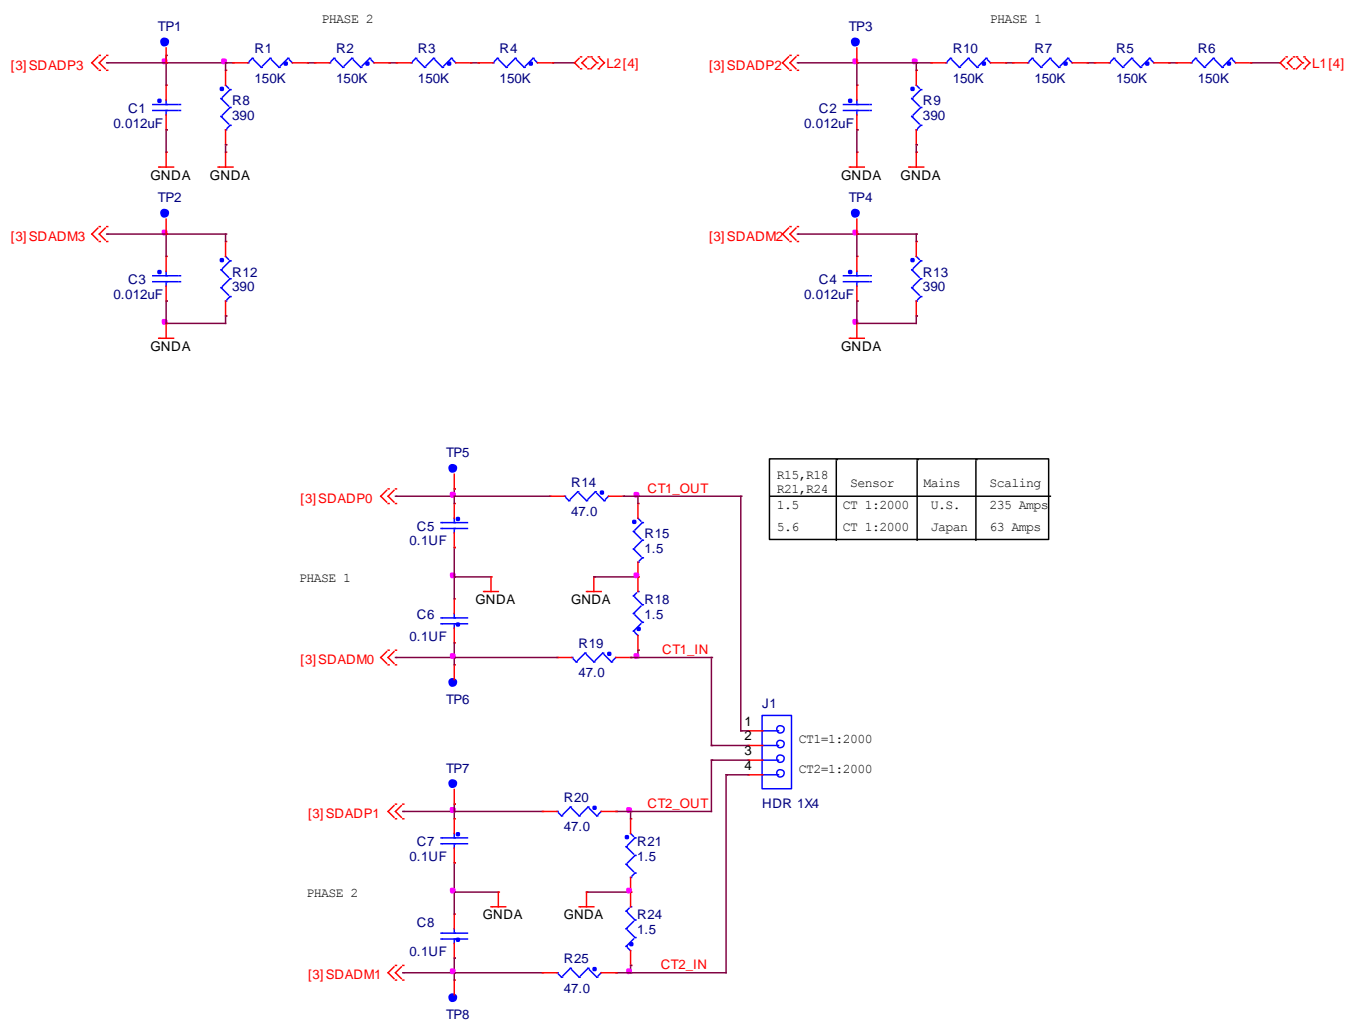 PHASE 2
TP1
[3] SDADP3
R1 R2 R3 R4
150K 150K 150K 150K
L2[4]
C1
0.012uF
R8
390
GNDA GNDA
TP2
[3] SDADM3
C3
0.012uF
R12
390
GNDA
PHASE 1
TP3
[3] SDADP2
R10 R7 R5 R6
150K 150K 150K 150K
L1[4]
C2
0.012uF
R9
390
GNDA GNDA
TP4
[3] SDADM2
C4
0.012uF
R13
390
GNDA
TP5
[3] SDADP0
R14
47.0
CT1_OUT
C5
0.1UF
R15
1.5
PHASE 1
GNDA GNDA
C6
0.1UF
R18
1.5
[3] SDADM0
R19
47.0
CT1_IN
TP6
R15,R18
R21,R24 Sensor Mains Scaling
1.5 CT 1:2000 U.S. 235 Amps
5.6 CT 1:2000 Japan 63 Amps
J1
1
2
3
4
CT1=1:2000
CT2=1:2000
HDR 1X4
TP7
[3] SDADP1
R20
47.0
CT2_OUT
C7
0.1UF
R21
1.5
PHASE 2
GNDA GNDA
C8
0.1UF
R24
1.5
[3] SDADM1
R25
47.0
CT2_IN
TP8